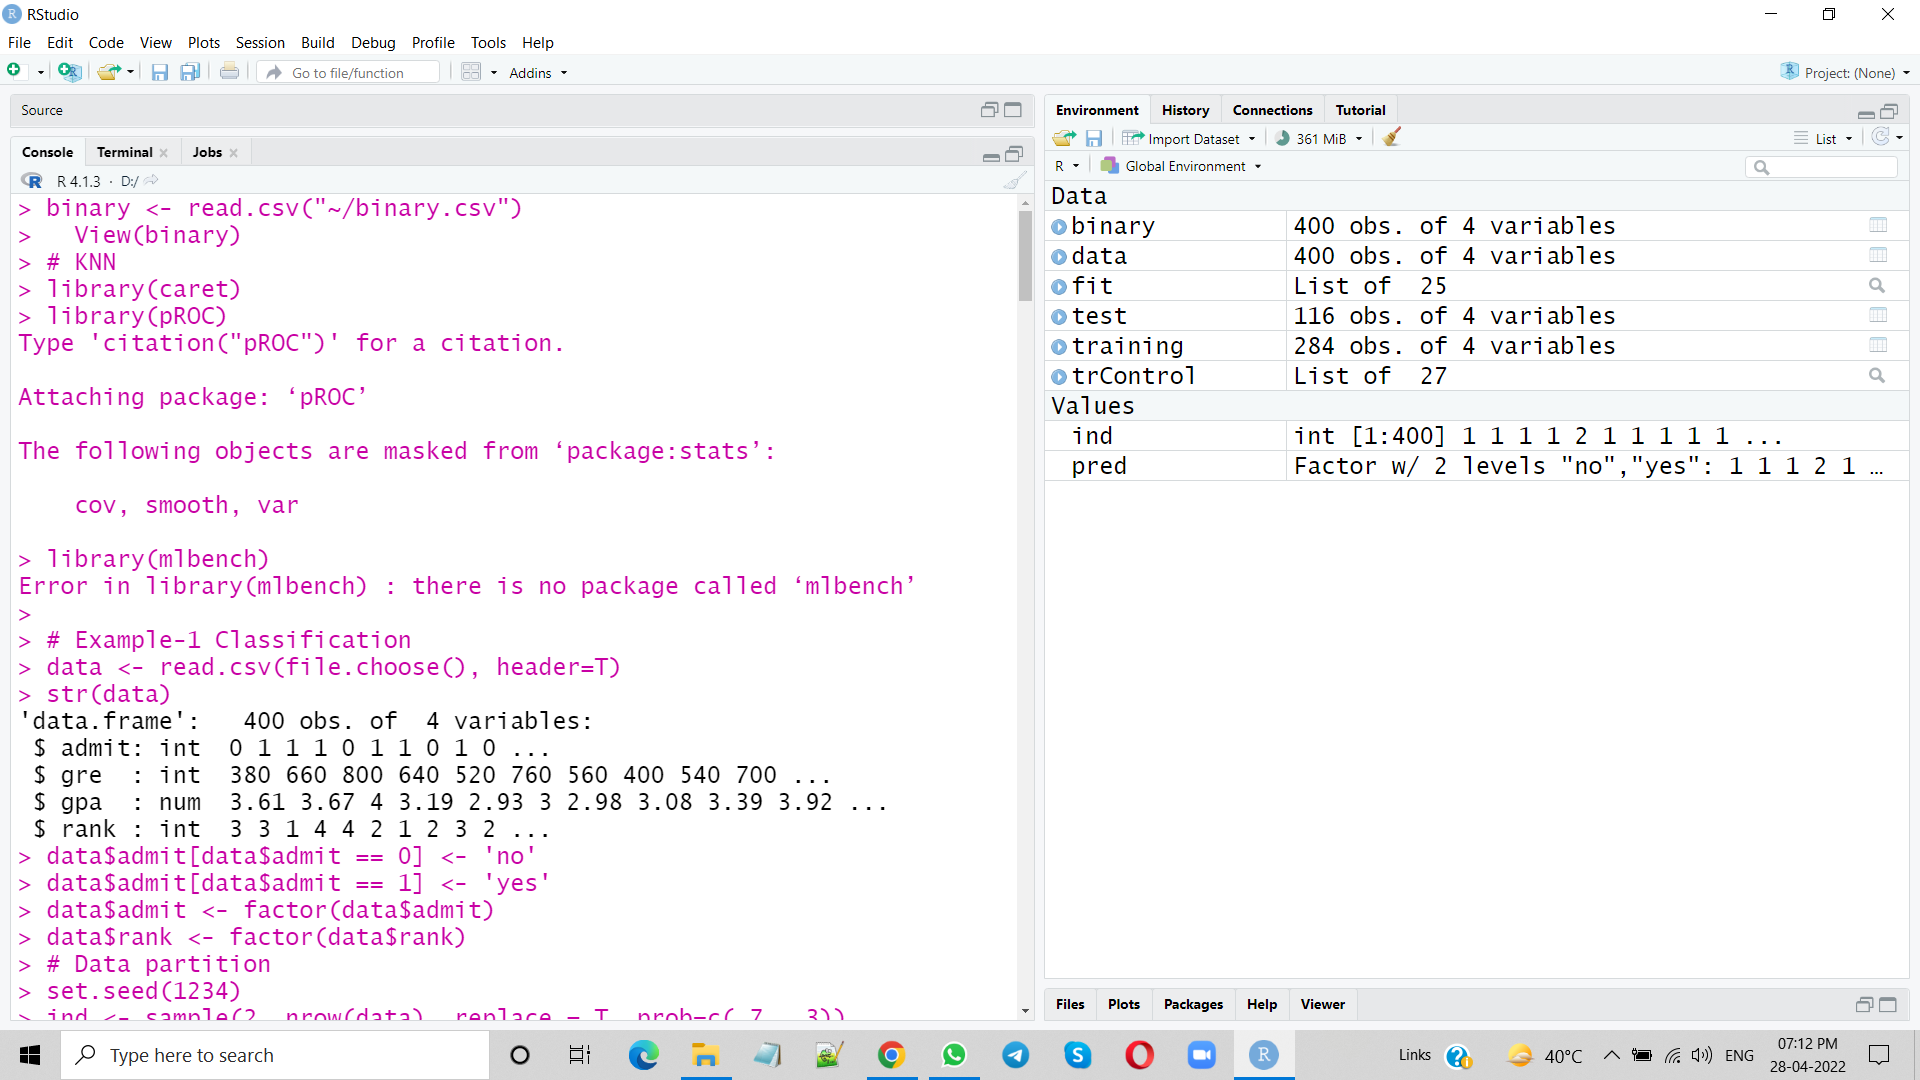 RStudio
File Edit Code View Plots Session Build Debug Profile Tools Help
Go to file/function Addins Project: (None)
Source
Console Terminal Jobs
R 4.1.3 · D:/
> binary <- read.csv("~/binary.csv")
>   View(binary)
> # KNN
> library(caret)
> library(pROC)
Type 'citation("pROC")' for a citation.
Attaching package: ‘pROC’
The following objects are masked from ‘package:stats’:
    cov, smooth, var
> library(mlbench)
Error in library(mlbench) : there is no package called ‘mlbench’
>
> # Example-1 Classification
> data <- read.csv(file.choose(), header=T)
> str(data)
'data.frame':   400 obs. of  4 variables:
 $ admit: int  0 1 1 1 0 1 1 0 1 0 ...
 $ gre  : int  380 660 800 640 520 760 560 400 540 700 ...
 $ gpa  : num  3.61 3.67 4 3.19 2.93 3 2.98 3.08 3.39 3.92 ...
 $ rank : int  3 3 1 4 4 2 1 2 3 2 ...
> data$admit[data$admit == 0] <- 'no'
> data$admit[data$admit == 1] <- 'yes'
> data$admit <- factor(data$admit)
> data$rank <- factor(data$rank)
> # Data partition
> set.seed(1234)
> ind <- sample(2, nrow(data), replace = T, prob=c(.7, .3))
Environment History Connections Tutorial
Import Dataset 361 MiB List
R Global Environment
Data
binary 400 obs. of 4 variables
data 400 obs. of 4 variables
fit List of  25
test 116 obs. of 4 variables
training 284 obs. of 4 variables
trControl List of  27
Values
ind int [1:400] 1 1 1 1 2 1 1 1 1 1 ...
pred Factor w/ 2 levels "no","yes": 1 1 1 2 1 …
Files Plots Packages Help Viewer
Type here to search
Links 40°C ENG
07:12 PM
28-04-2022